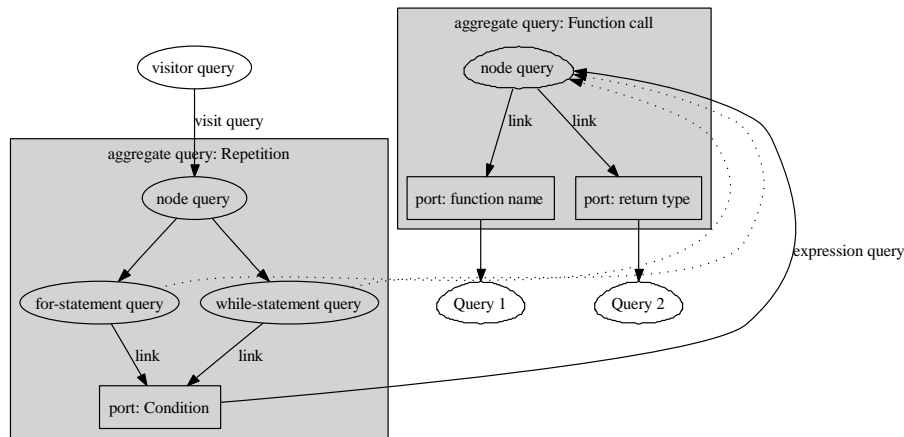 aggregate query: Function call
visitor query
node query
visit query
link
link
aggregate query: Repetition
node query
port: function name
port: return type
expression query
for-statement query
while-statement query
Query 1
Query 2
link
link
port: Condition